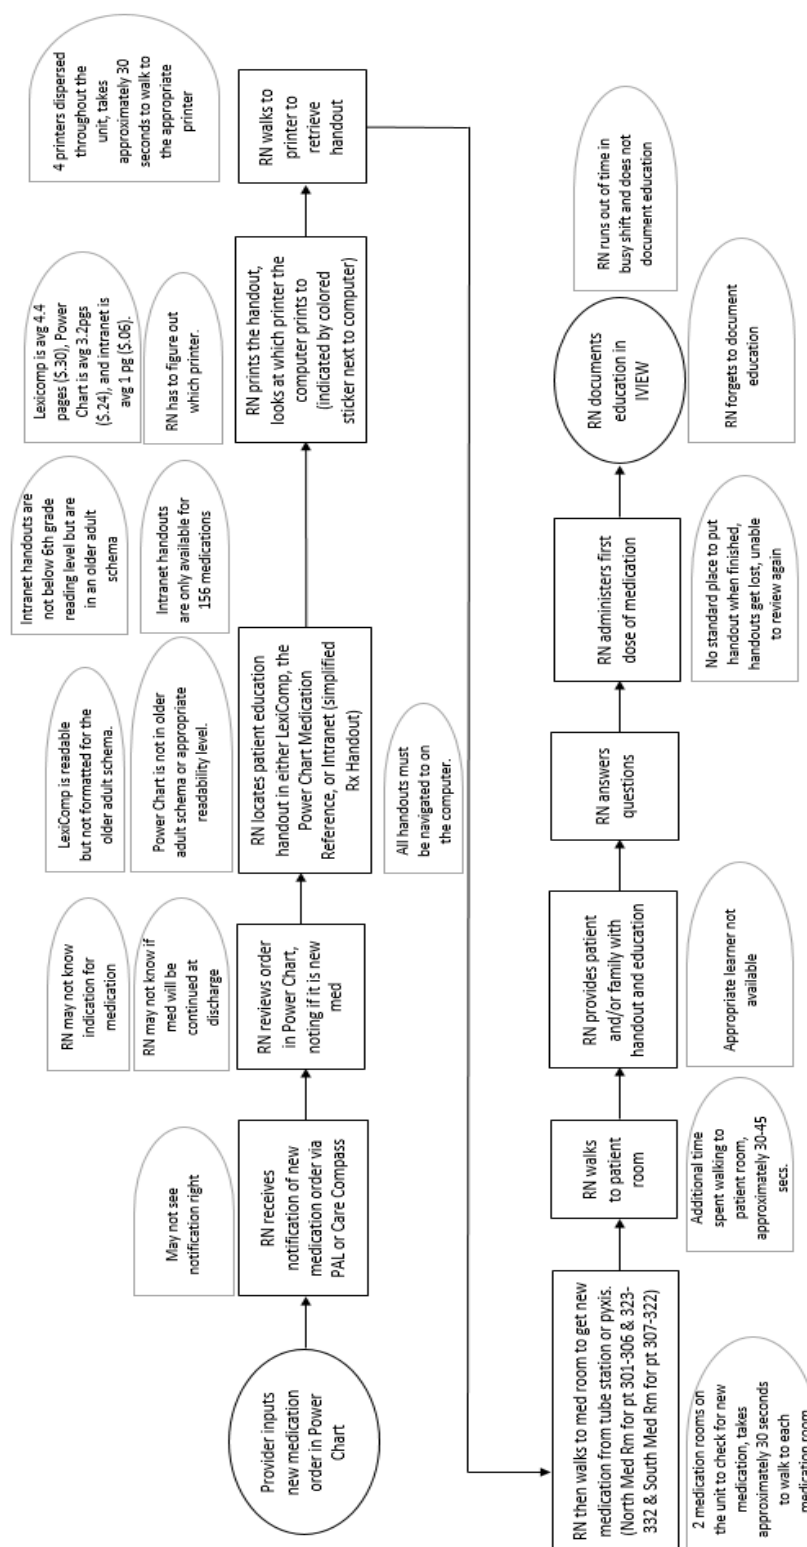 Provider inputs
new medication
order in Power
Chart
May not see
notification right
RN receives
notification of new
medication order via
PAL or Care Compass
RN may not know
indication for
medication
RN may not know if
med will be
continued at
discharge
RN reviews order
in Power Chart,
noting if it is new
med
LexiComp is readable
but not formatted for the
older adult schema.
Power Chart is not in older
adult schema or appropriate
readability level.
RN locates patient education
handout in either LexiComp, the
Power Chart Medication
Reference, or Intranet (simplified
Rx Handout)
All handouts must
be navigated to on
the computer.
Intranet handouts are
not below 6th grade
reading level but are
in an older adult
schema
Intranet handouts
are only available for
156 medications
Lexicomp is avg 4.4
pages ($.30), Power
Chart is avg 3.2pgs
($.24), and intranet is
avg 1 pg ($.06).
RN has to figure out
which printer.
RN prints the handout,
looks at which printer the
computer prints to
(indicated by colored
sticker next to computer)
4 printers dispersed
throughout the
unit, takes
approximately 30
seconds to walk to
the appropriate
printer
RN walks to
printer to
retrieve
handout
RN then walks to med room to get new
medication from tube station or pyxis.
(North Med Rm for pt 301-306 & 323-
332 & South Med Rm for pt 307-322)
2 medication rooms on
the unit to check for new
medication, takes
approximately 30 seconds
to walk to each
medication room
RN walks
to patient
room
Additional time
spent walking to
patient room,
approximately 30-45
secs.
RN provides patient
and/or family with
handout and education
Appropriate learner not
available
RN answers
questions
RN administers first
dose of medication
No standard place to put
handout when finished,
handouts get lost, unable
to review again
RN documents
education in
IVIEW
RN runs out of time in
busy shift and does not
document education
RN forgets to document
education